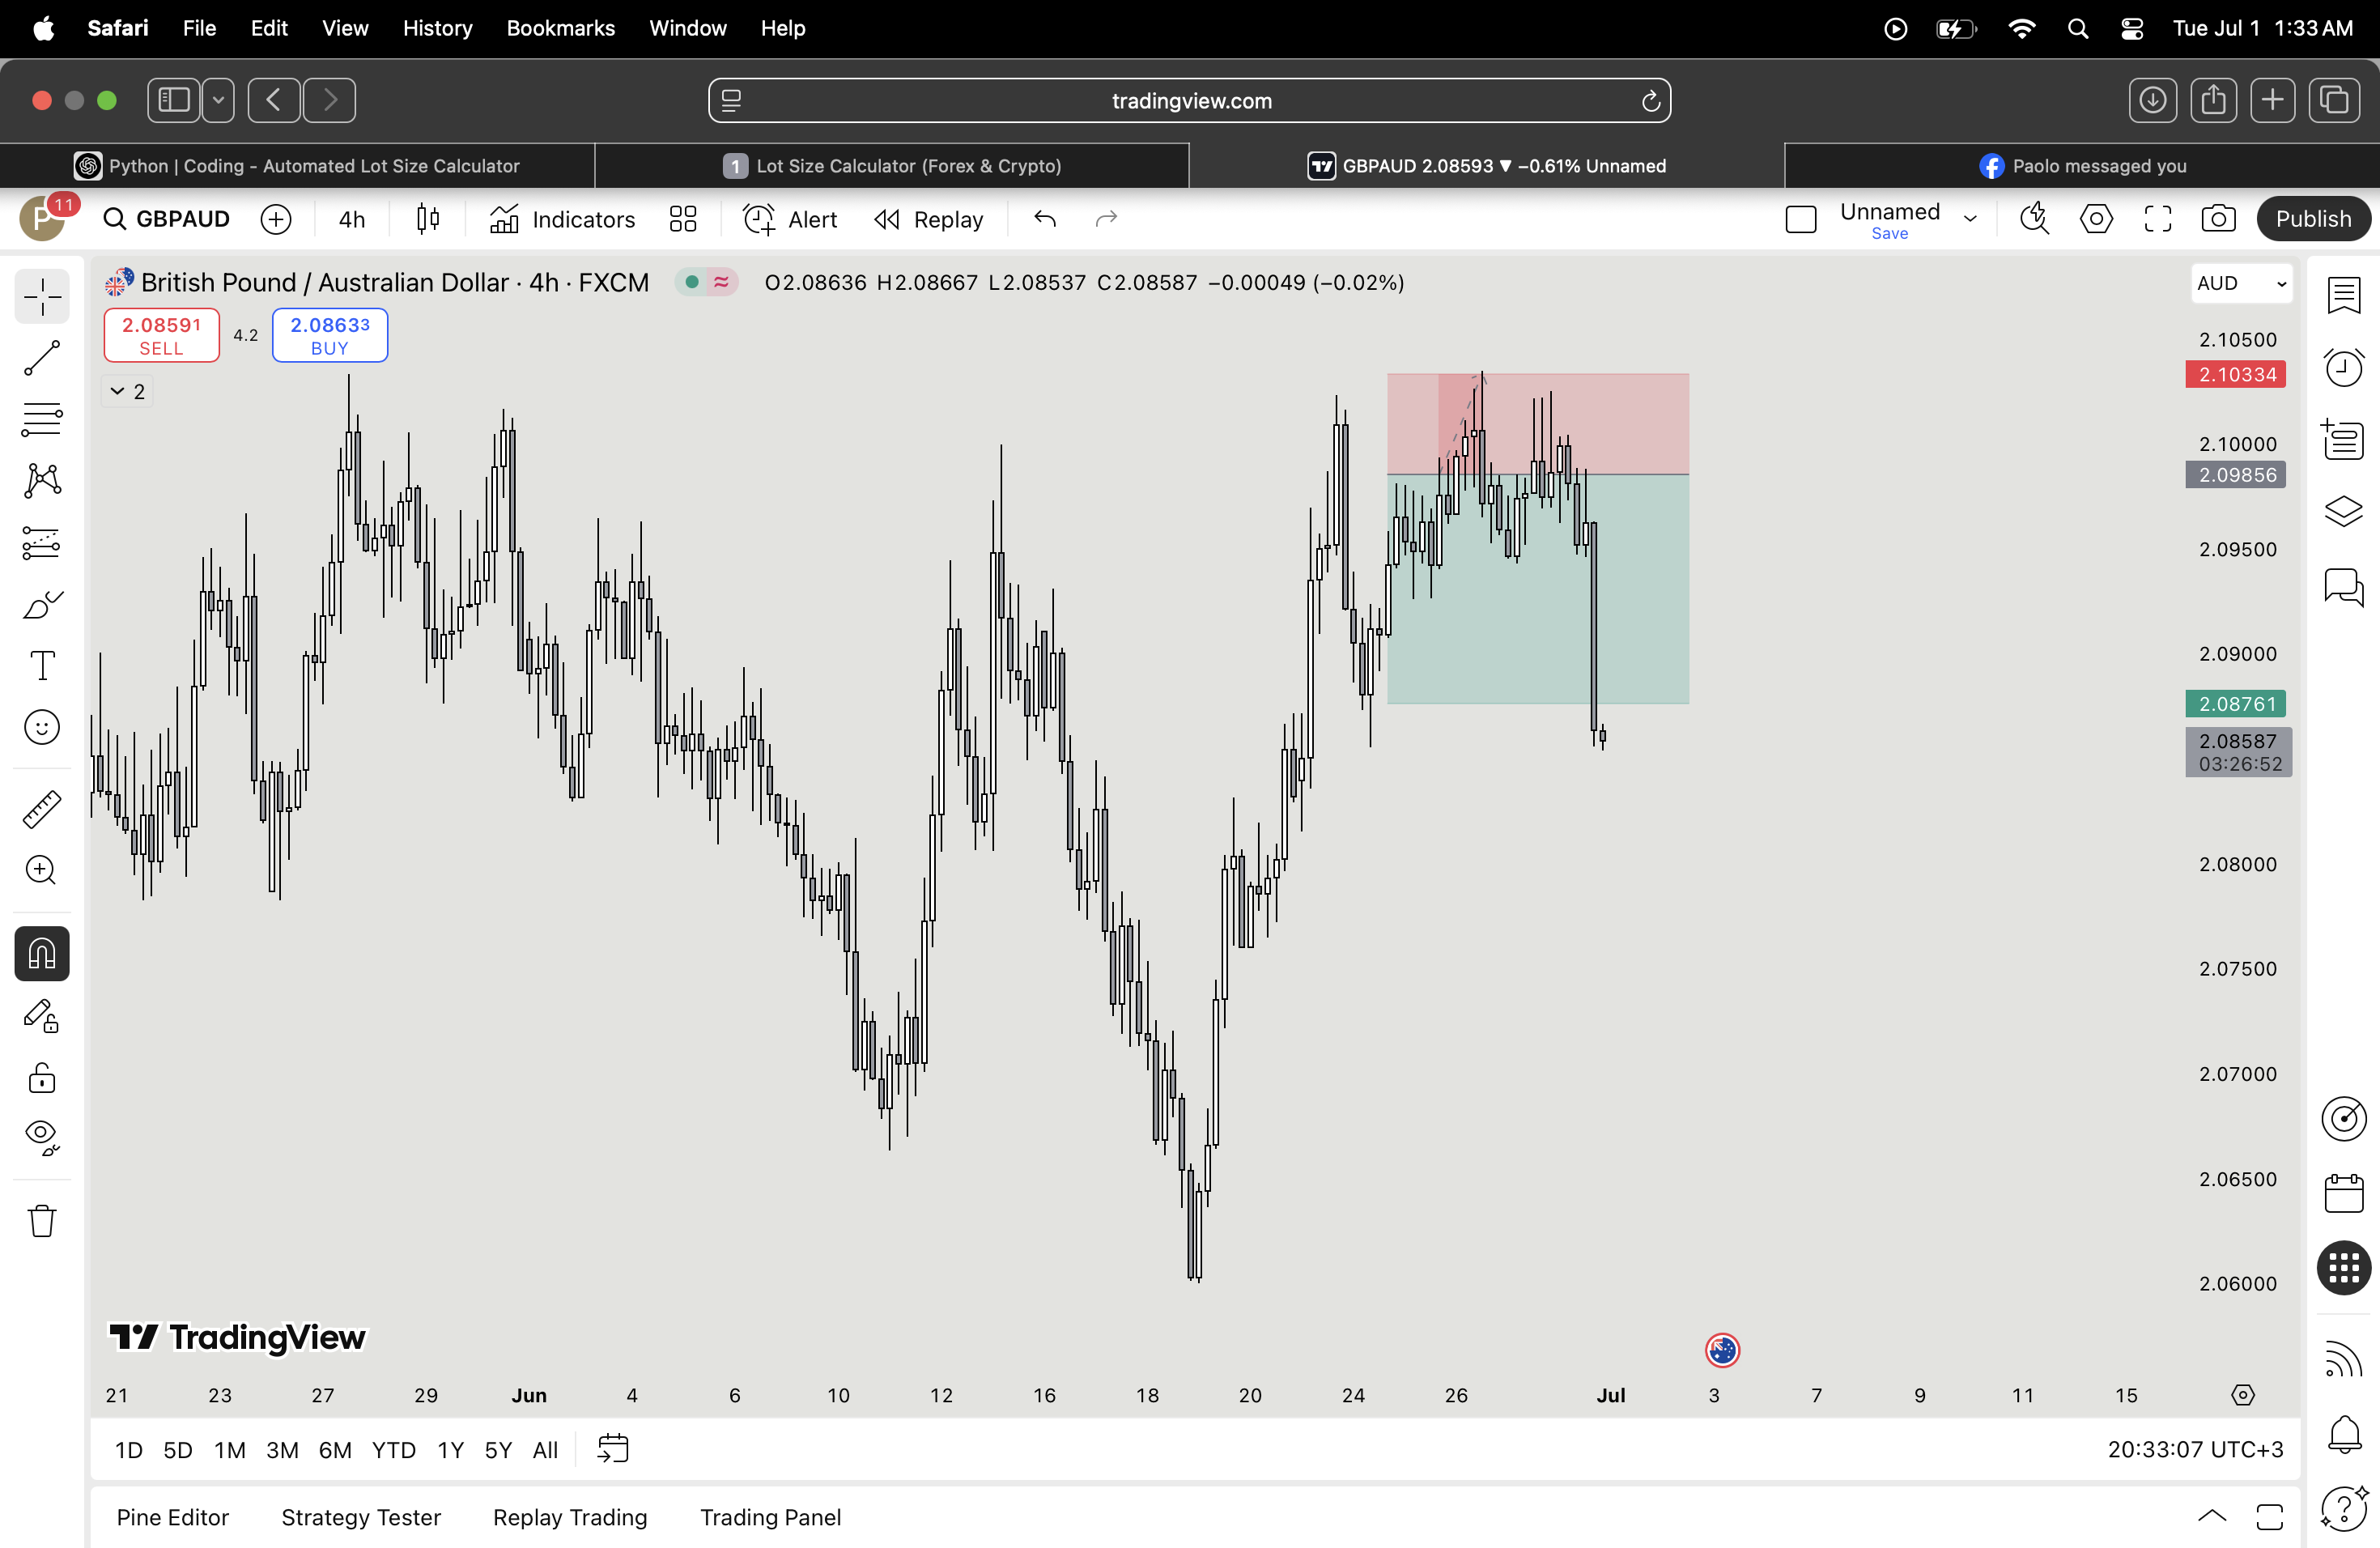 Safari File Edit View History Bookmarks Window Help Tue Jul 1 1:33 AM
tradingview.com
Python | Coding - Automated Lot Size Calculator
1 Lot Size Calculator (Forex & Crypto)
GBPAUD 2.08593 ▼ −0.61% Unnamed
Paolo messaged you
P 11 GBPAUD 4h Indicators Alert Replay Unnamed Save Publish
British Pound / Australian Dollar · 4h · FXCM O2.08636 H2.08667 L2.08537 C2.08587 −0.00049 (−0.02%)
AUD
2.08591 SELL
4.2
2.08633 BUY
2
2.10500
2.10334
2.10000
2.09856
2.09500
2.09000
2.08761
2.08587
03:26:52
2.08000
2.07500
2.07000
2.06500
2.06000
TradingView
21 23 27 29 Jun 4 6 10 12 16 18 20 24 26 Jul 3 7 9 11 15
1D 5D 1M 3M 6M YTD 1Y 5Y All
20:33:07 UTC+3
Pine Editor Strategy Tester Replay Trading Trading Panel